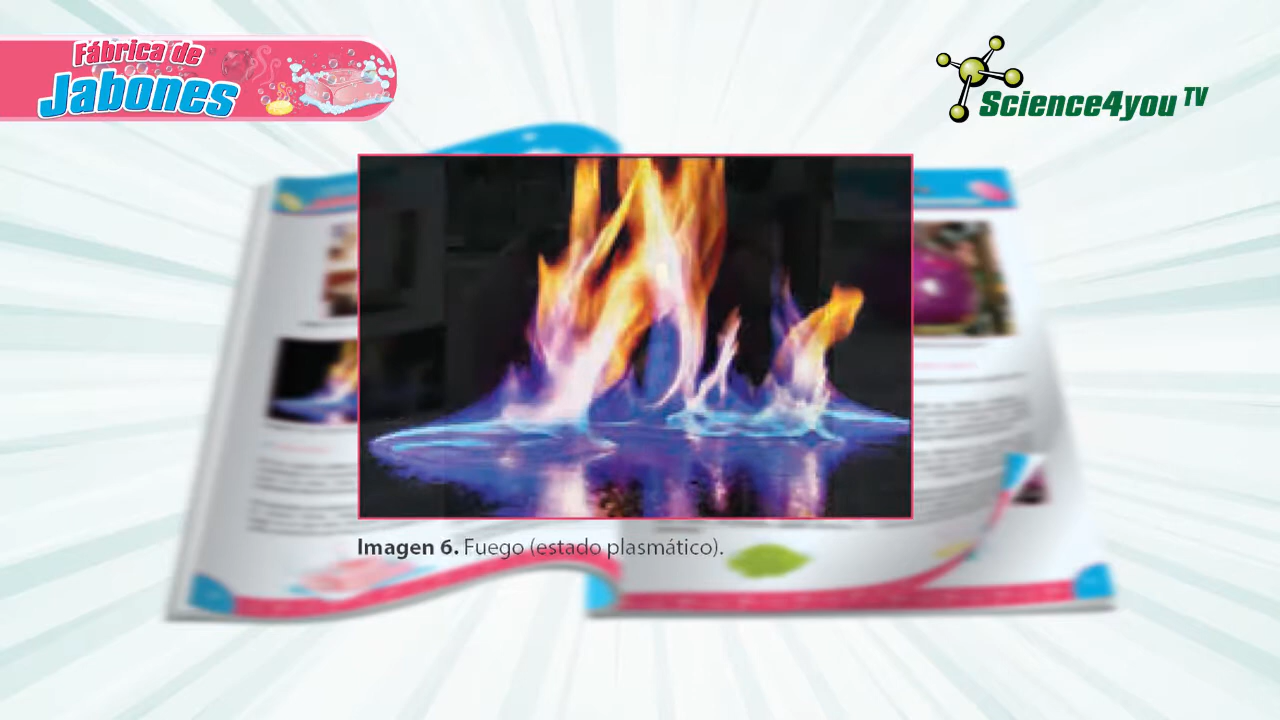 Fábrica de
Jabones
Science4you TV
Imagen 6. Fuego (estado plasmático).